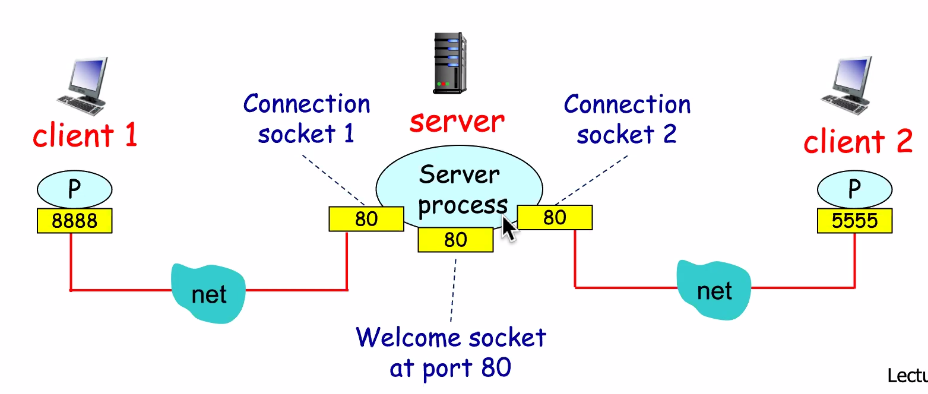 Connection
socket 1
server
Connection
socket 2
client 1
client 2
P
Server
process
P
8888
80
80
80
5555
net
net
Welcome socket
at port 80
Lectu